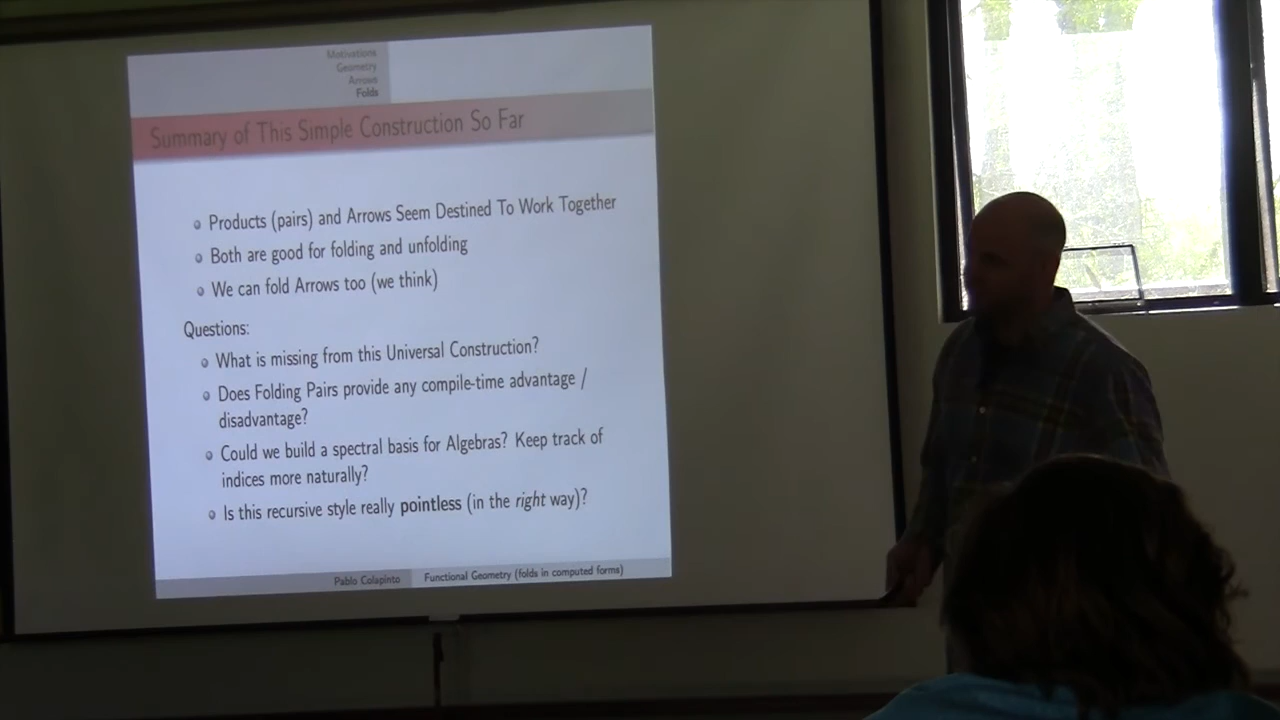 Motivations
Geometry
Arrows
Folds
Summary of This Simple Construction So Far
Products (pairs) and Arrows Seem Destined To Work Together
Both are good for folding and unfolding
We can fold Arrows too (we think)
Questions:
What is missing from this Universal Construction?
Does Folding Pairs provide any compile-time advantage /
disadvantage?
Could we build a spectral basis for Algebras? Keep track of
indices more naturally?
Is this recursive style really pointless (in the right way)?
Pablo Colapinto Functional Geometry (folds in computed forms)